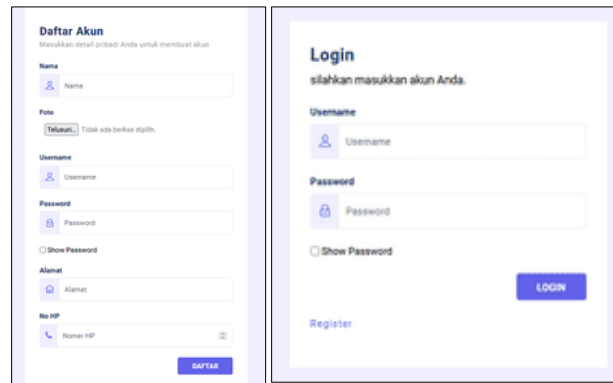 Daftar Akun
Masukkan detail pribadi Anda untuk membuat akun
Nama
Nama
Foto
Telusuri... Tidak ada berkas dipilih.
Username
Username
Password
Password
Show Password
Alamat
Alamat
No HP
Nomer HP
DAFTAR
Login
silahkan masukkan akun Anda.
Username
Username
Password
Password
Show Password
LOGIN
Register